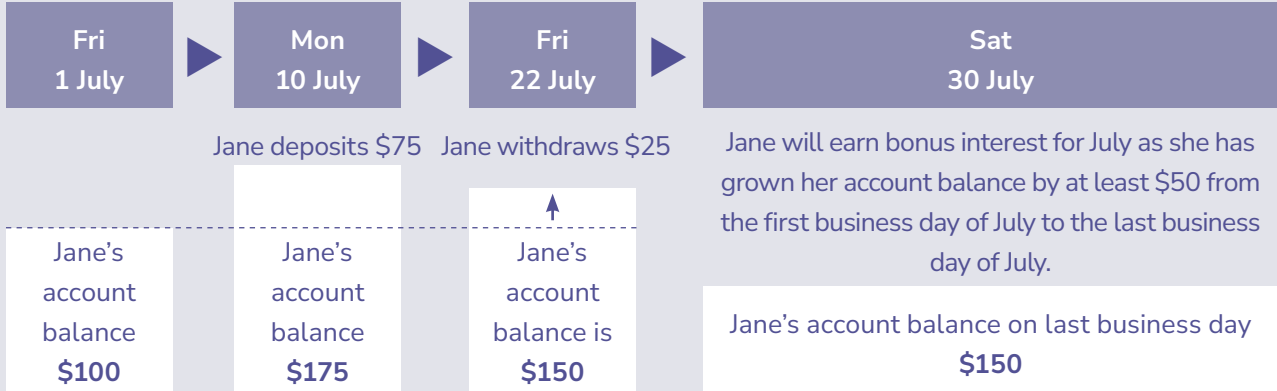 Fri
1 July
Mon
10 July
Fri
22 July
Sat
30 July
Jane deposits $75
Jane withdraws $25
Jane will earn bonus interest for July as she has
grown her account balance by at least $50 from
the first business day of July to the last business
day of July.
Jane’s
account
balance
$100
Jane’s
account
balance
$175
Jane’s
account
balance is
$150
Jane’s account balance on last business day
$150